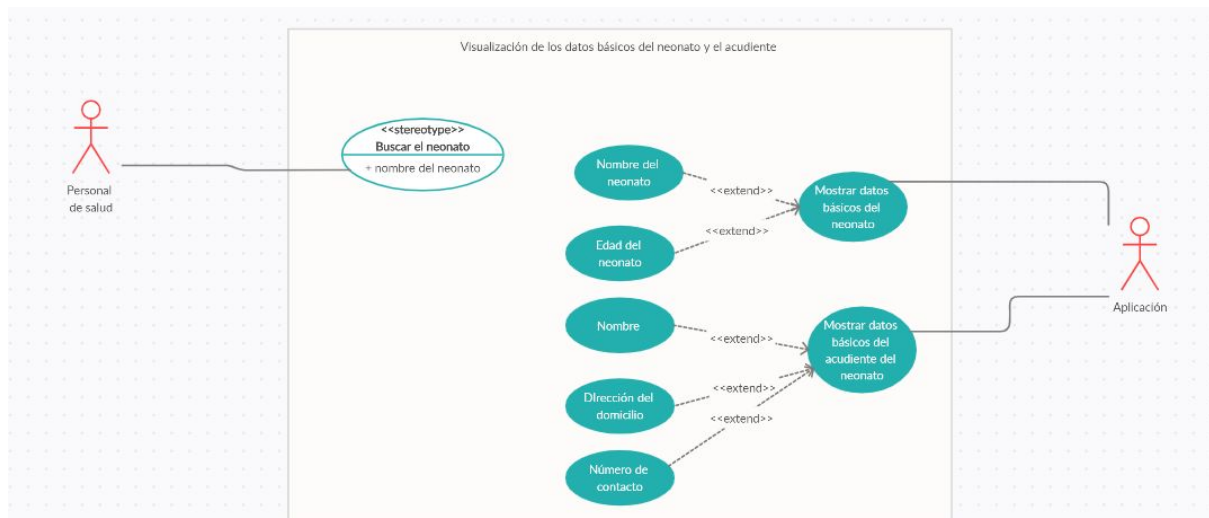 Visualización de los datos básicos del neonato y el acudiente
<<stereotype>>
Buscar el neonato
+ nombre del neonato
Personal
de salud
Nombre del
neonato
<<extend>>
Mostrar datos
básicos del
neonato
<<extend>>
Edad del
neonato
Aplicación
Nombre
<<extend>>
Mostrar datos
básicos del
acudiente del
neonato
DIrección del
domicilio
<<extend>>
<<extend>>
Número de
contacto